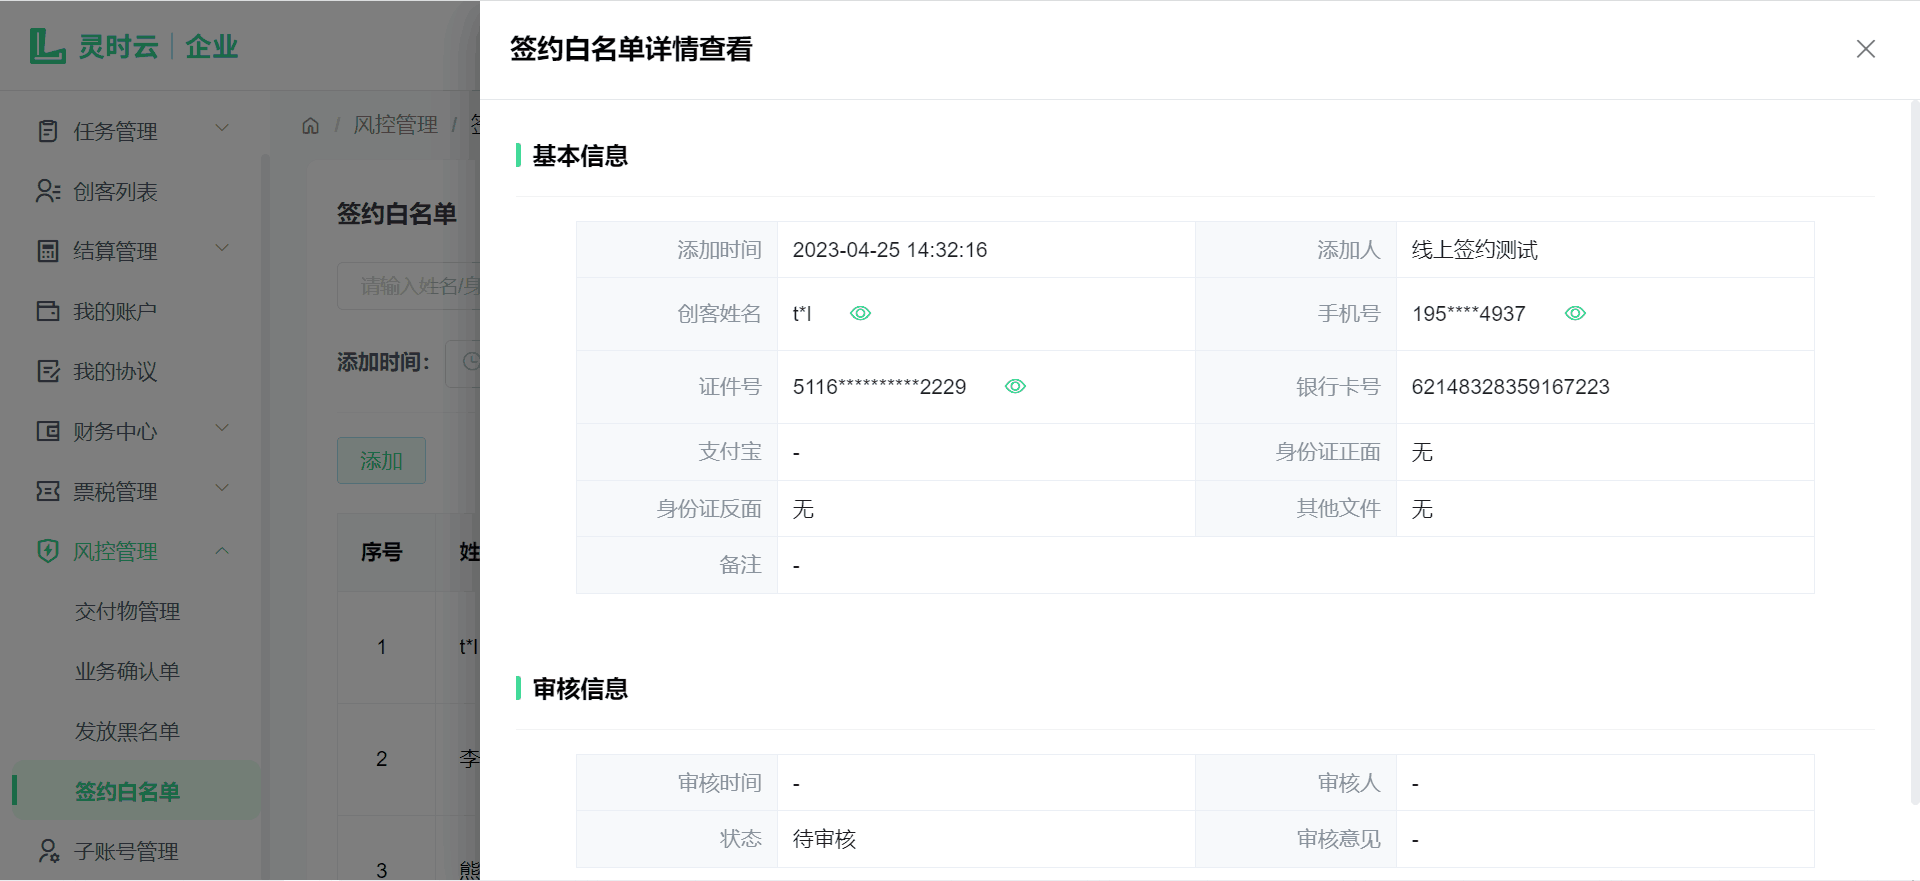 灵时云 | 企业
任务管理
创客列表
结算管理
我的账户
我的协议
财务中心
票税管理
风控管理
交付物管理
业务确认单
发放黑名单
签约白名单
子账号管理
/ 风控管理 /
签约白名单
请输入姓名/身
添加时间：
添加
序号 姓
1 t*l
2 李
3 熊
签约白名单详情查看
基本信息
添加时间 2023-04-25 14:32:16 添加人 线上签约测试
创客姓名 t*l 手机号 195****4937
证件号 5116**********2229 银行卡号 62148328359167223
支付宝 - 身份证正面 无
身份证反面 无 其他文件 无
备注 -
审核信息
审核时间 - 审核人 -
状态 待审核 审核意见 -